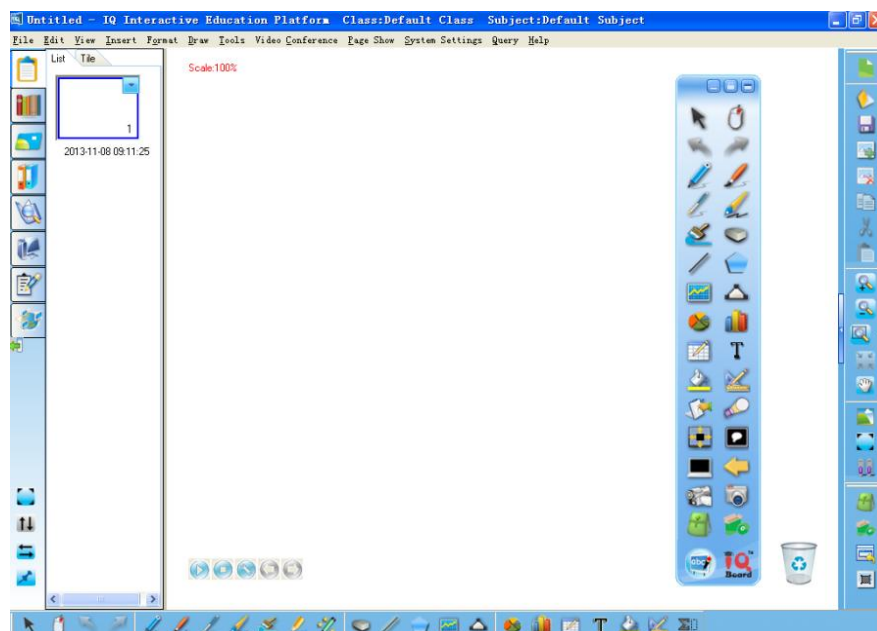 Untitled - IQ Interactive Education Platform Class:Default Class Subject:Default Subject
File Edit View Insert Format Draw Tools Video Conference Page Show System Settings Query Help
List Tile
Scale:100%
1
2013-11-08 09:11:25
T
abc
IQ
Board
T